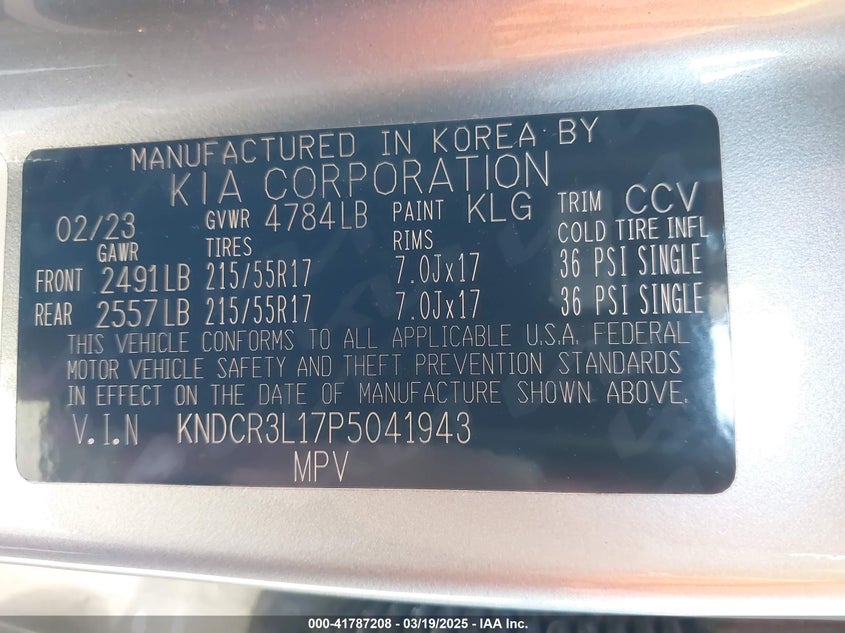 MANUFACTURED IN KOREA BY
KIA CORPORATION
02/23 GVWR 4784LB PAINT KLG TRIM CCV
GAWR TIRES RIMS COLD TIRE INFL
FRONT 2491LB 215/55R17 7.0Jx17 36 PSI SINGLE
REAR 2557LB 215/55R17 7.0Jx17 36 PSI SINGLE
THIS VEHICLE CONFORMS TO ALL APPLICABLE U.S.A. FEDERAL
MOTOR VEHICLE SAFETY AND THEFT PREVENTION STANDARDS
IN EFFECT ON THE DATE OF MANUFACTURE SHOWN ABOVE.
V.I.N KNDCR3L17P5041943
MPV
000-41787208 - 03/19/2025 - IAA Inc.